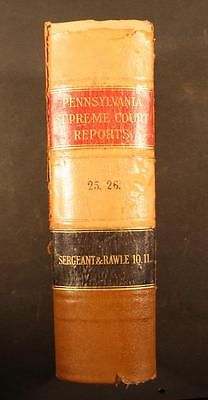 PENNSYLVANIA
SUPREME COURT
REPORTS.
25. 26.
SERGEANT & RAWLE 10. 11.